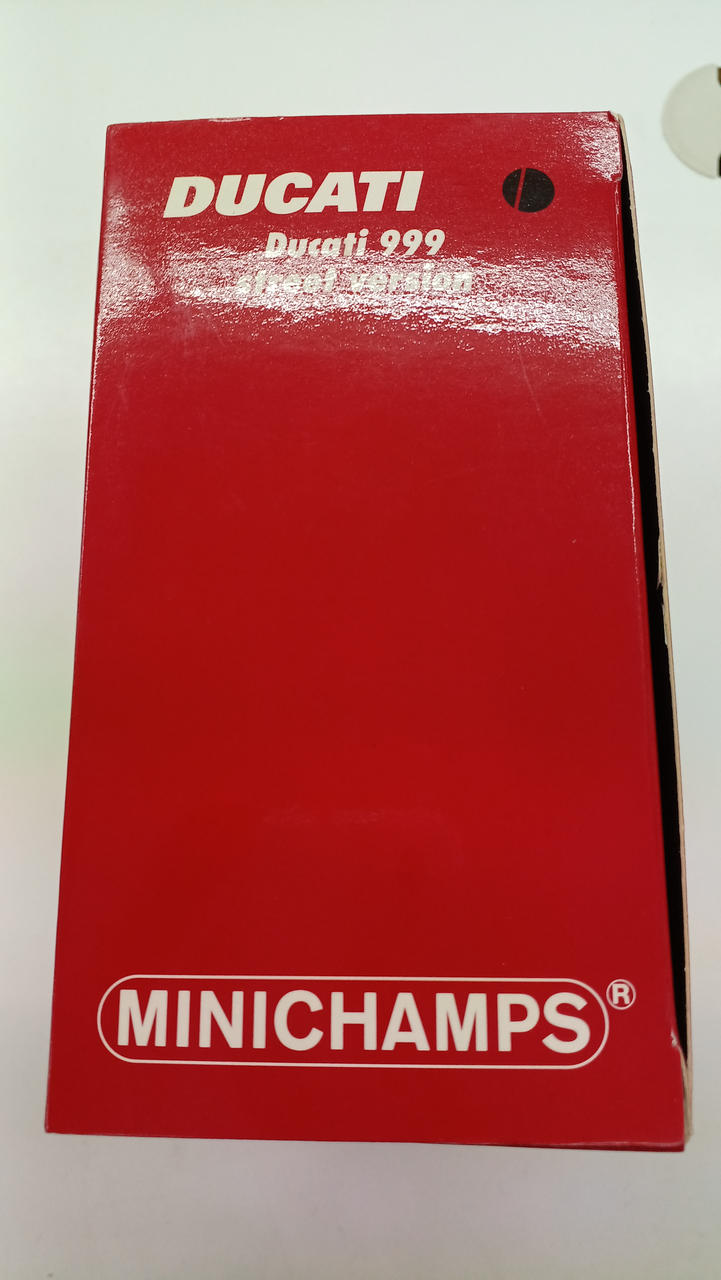 DUCATI
Ducati 999
street version
MINICHAMPS®